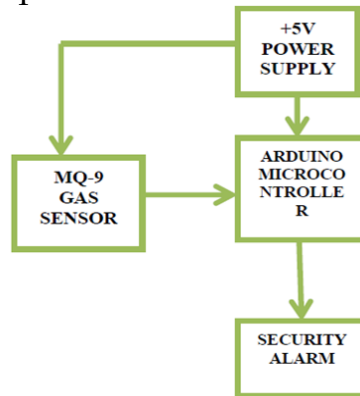 +5V
POWER
SUPPLY
MQ-9
GAS
SENSOR
ARDUINO
MICROCO
NTROLLE
R
SECURITY
ALARM